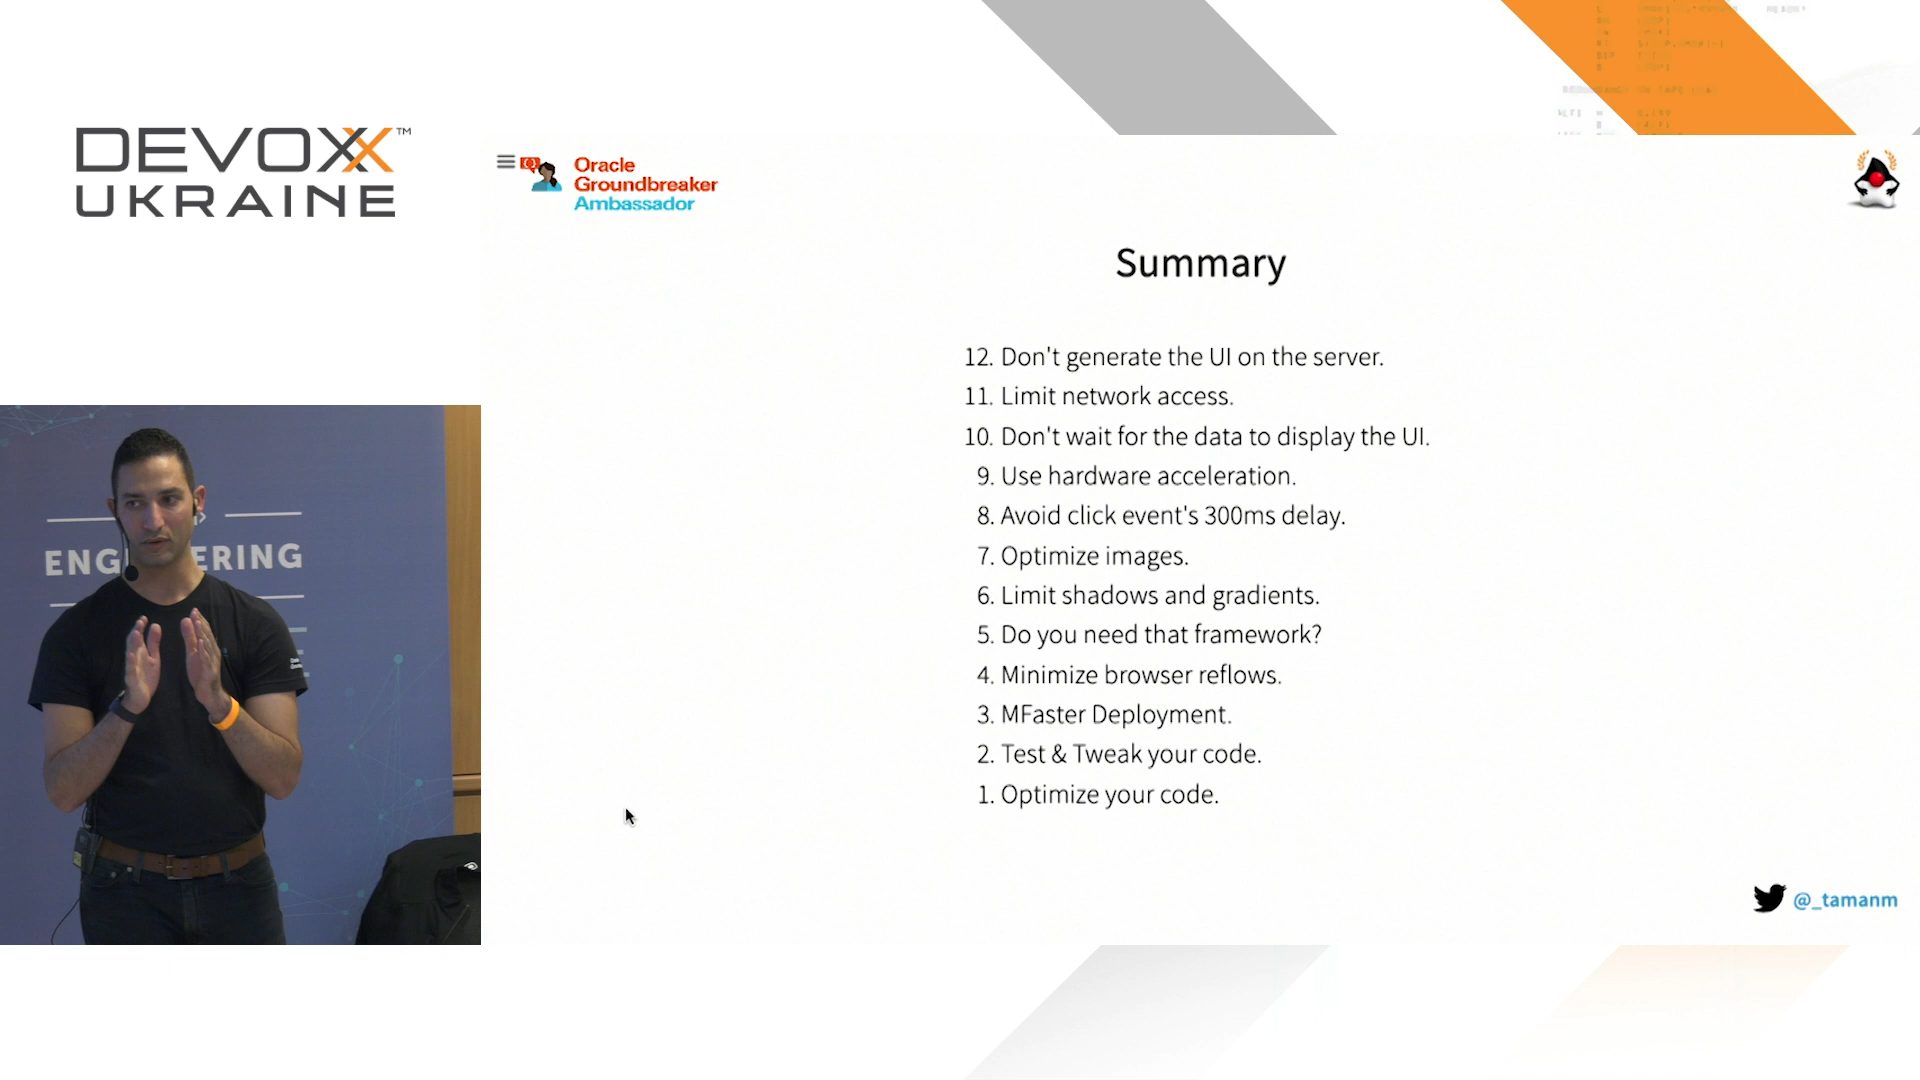 DEVOXX™
UKRAINE
Oracle
Groundbreaker
Ambassador
Summary
12. Don't generate the UI on the server.
11. Limit network access.
10. Don't wait for the data to display the UI.
9. Use hardware acceleration.
8. Avoid click event's 300ms delay.
7. Optimize images.
6. Limit shadows and gradients.
5. Do you need that framework?
4. Minimize browser reflows.
3. MFaster Deployment.
2. Test & Tweak your code.
1. Optimize your code.
@_tamanm